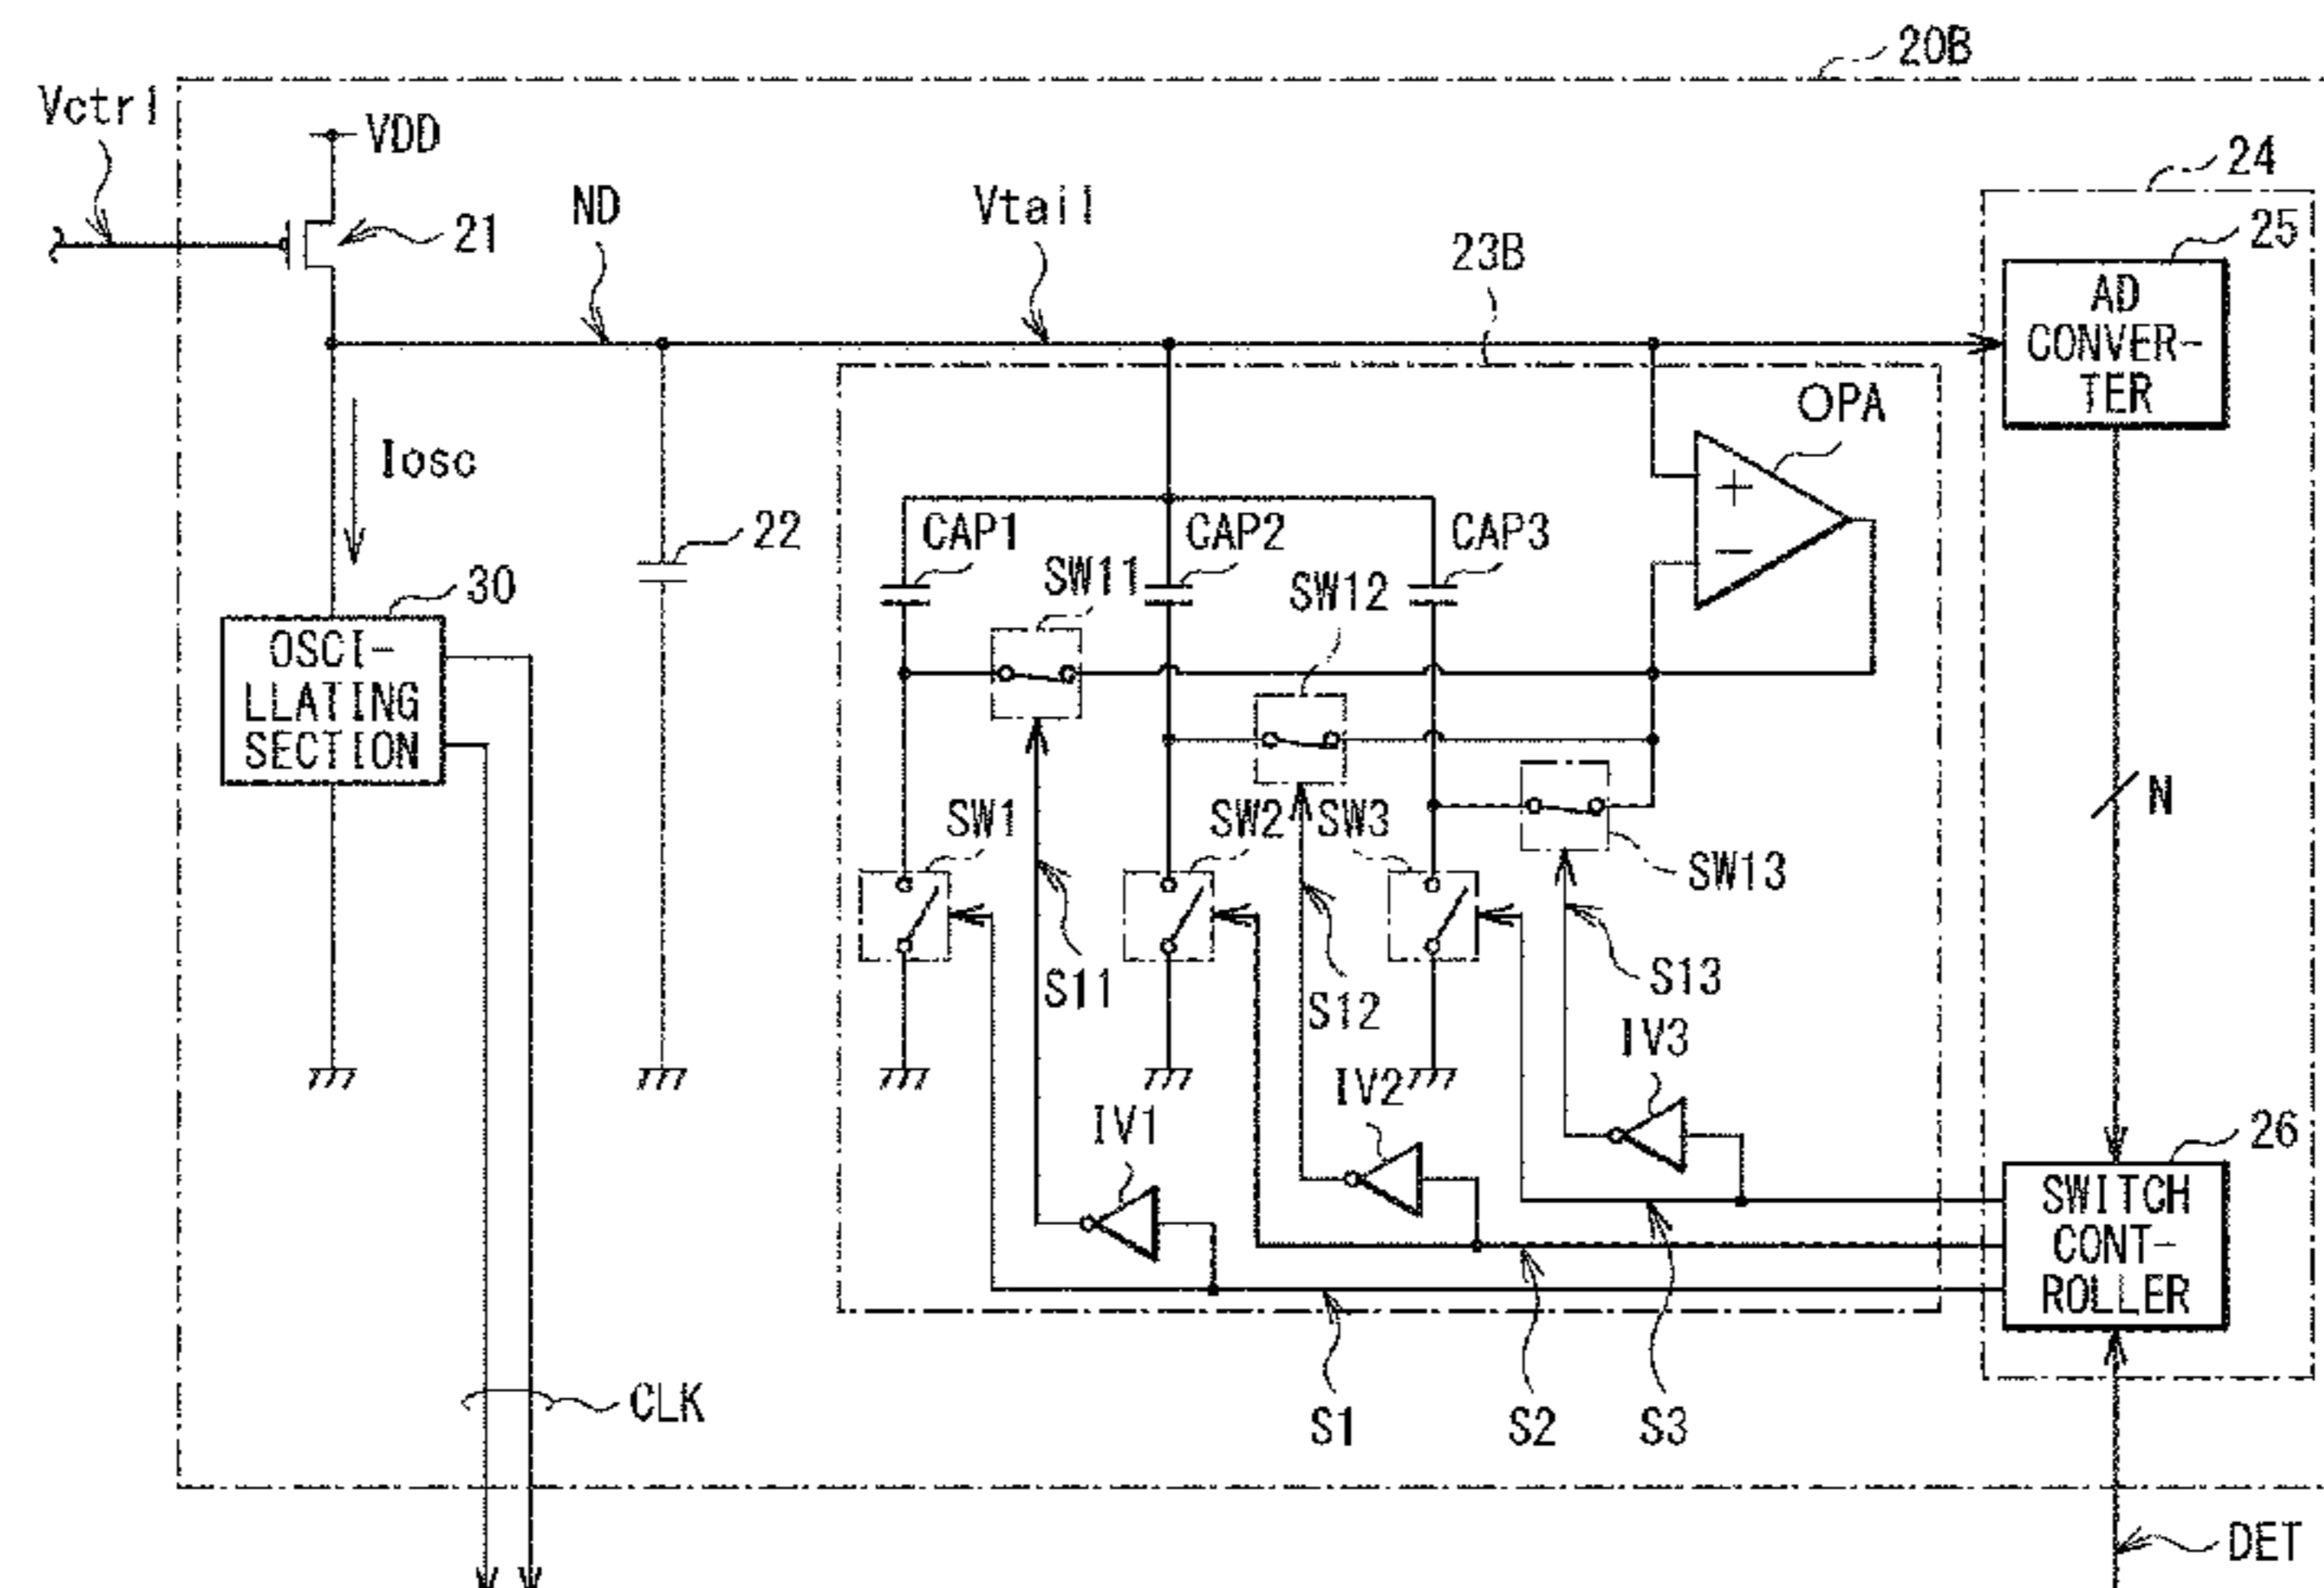 20B
Vctrl
VDD
24
ND
Vtail
21
25
23B
AD
CONVER-
TER
OPA
+
−
Iosc
CAP1
CAP2
CAP3
22
SW11
SW12
30
OSCI-
LLATING
SECTION
SW1
SW2
SW3
N
SW13
S11
S12
S13
IV3
IV2
IV1
26
SWITCH
CONT-
ROLLER
CLK
S1
S2
S3
DET